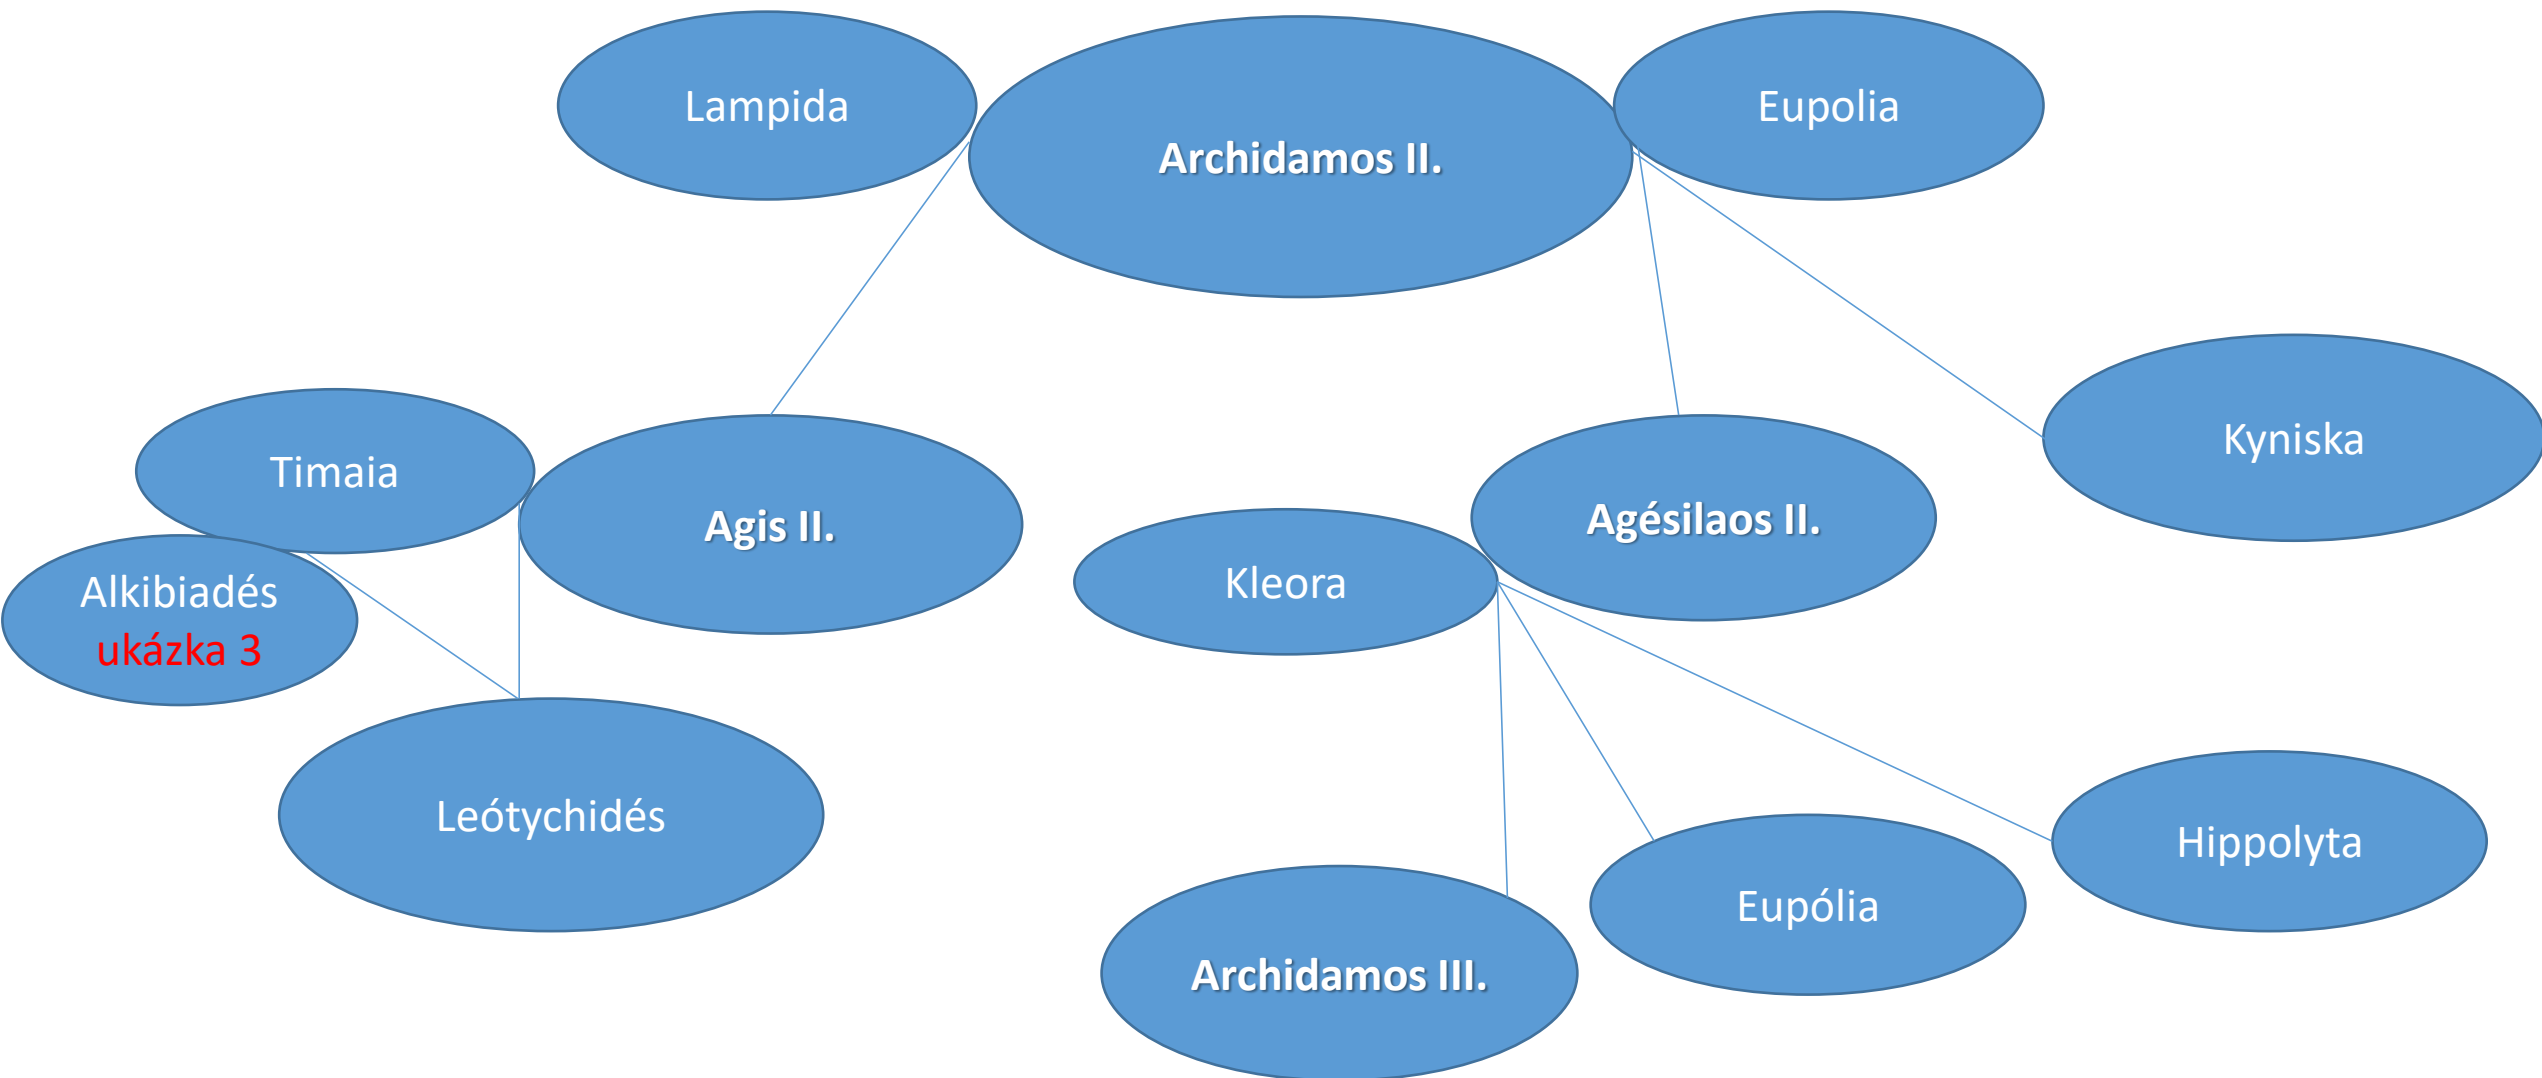 Lampida
Archidamos II.
Eupolia
Timaia
Agis II.
Agésilaos II.
Kyniska
Kleora
Alkibiadés
ukázka 3
Leótychidés
Archidamos III.
Eupólia
Hippolyta